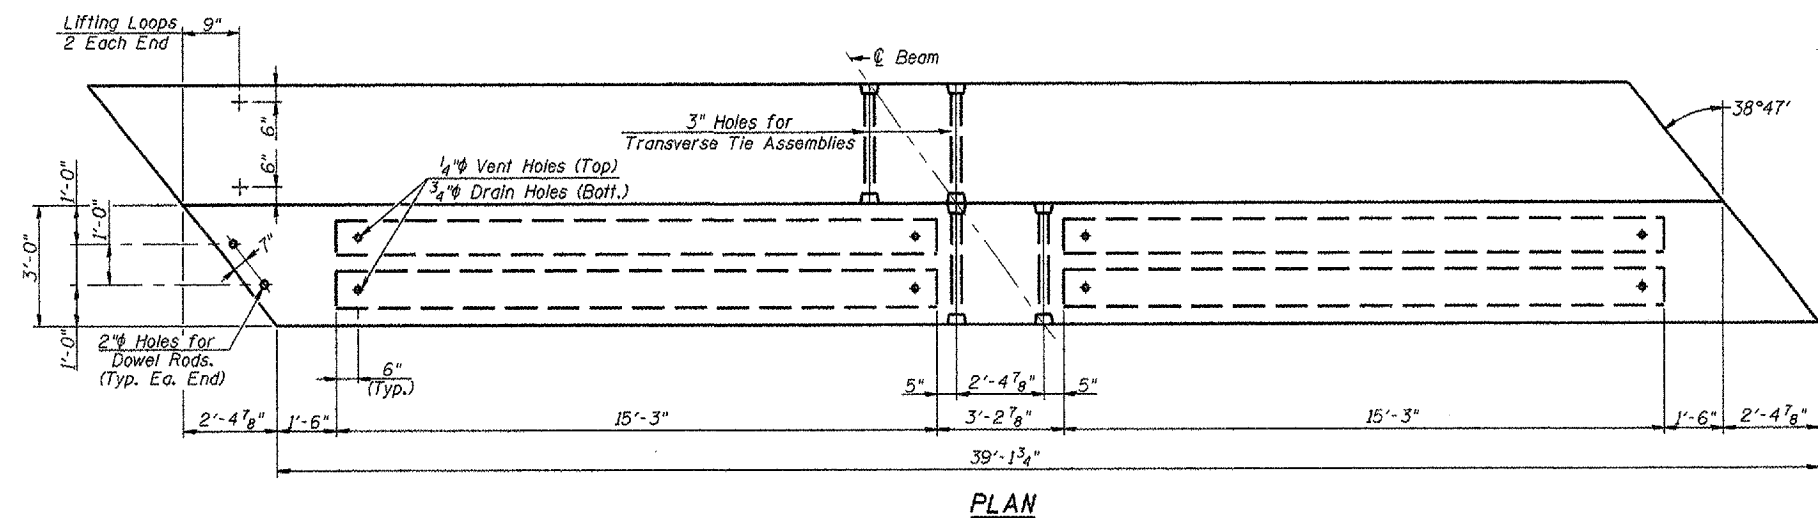 Lifting Loops
2 Each End
9"
℄ Beam
38°47'
3" Holes for
Transverse Tie Assemblies
6"
6"
¼"ϕ Vent Holes (Top)
¾"ϕ Drain Holes (Bott.)
1'-0"
1'-0"
3'-0"
7"
1'-0"
2"ϕ Holes for
Dowel Rods.
(Typ. Ea. End)
6"
(Typ.)
5"
2'-4⅞"
5"
2'-4⅞"
1'-6"
15'-3"
3'-2⅞"
15'-3"
1'-6"
2'-4⅞"
39'-1¾"
PLAN